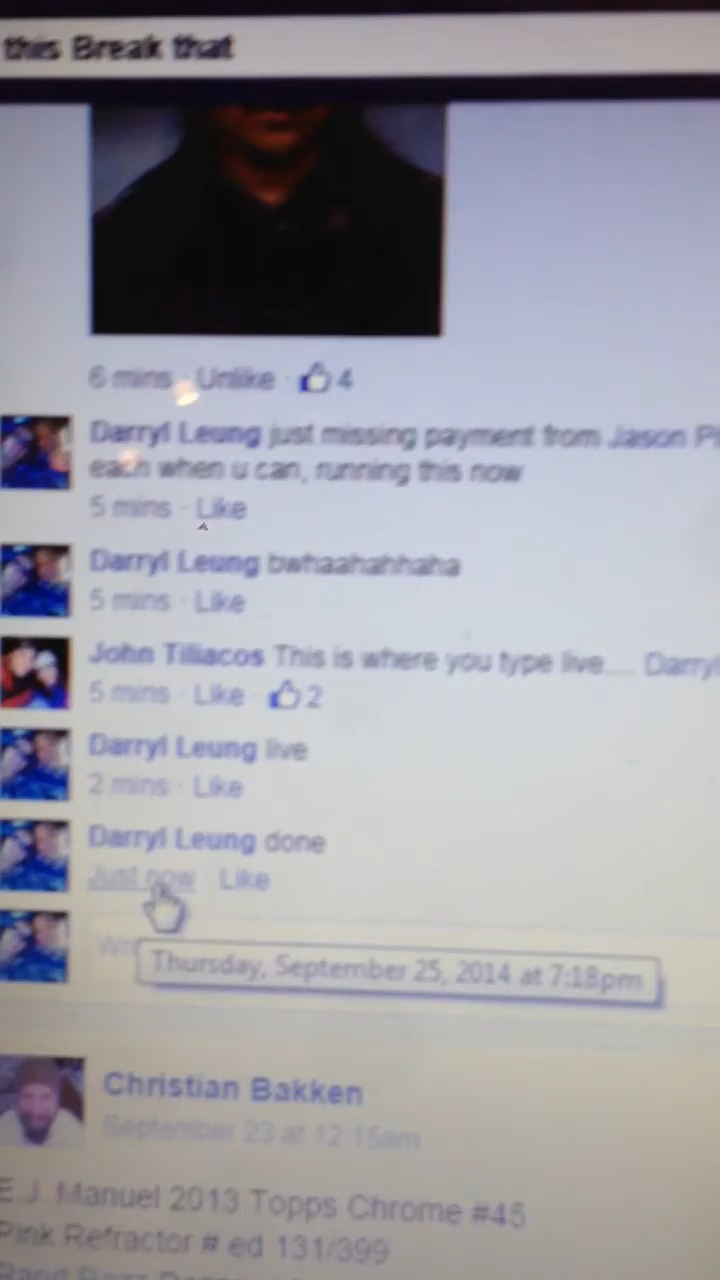 this Break that
6 mins · Unlike · 4
Darryl Leung just missing payment from Jason
each when u can, running this now
5 mins · Like
Darryl Leung bwhaahahhaha
5 mins · Like
John Tiliacos This is where you type live.... Darryl
5 mins · Like · 2
Darryl Leung live
2 mins · Like
Darryl Leung done
Just now · Like
Thursday, September 25, 2014 at 7:18pm
Christian Bakken
September 23 at 12:15am
E.J. Manuel 2013 Topps Chrome #45
Pink Refractor # ed 131/399